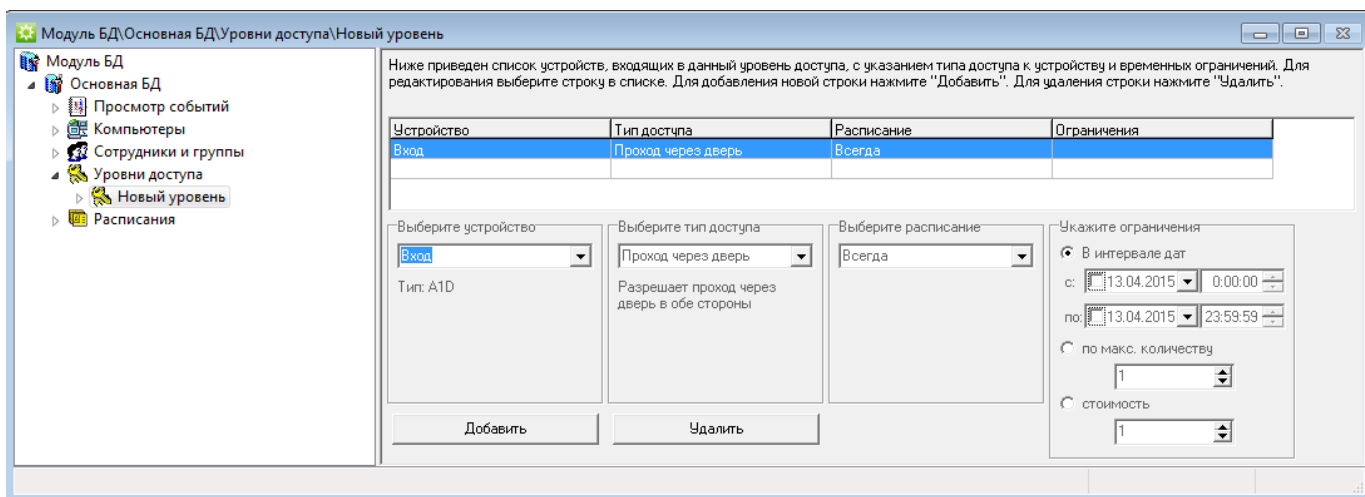 Модуль БД\Основная БД\Уровни доступа\Новый уровень
Модуль БД
Основная БД
Просмотр событий
Компьютеры
Сотрудники и группы
Уровни доступа
Новый уровень
Расписания
Ниже приведен список устройств, входящих в данный уровень доступа, с указанием типа доступа к устройству и временных ограничений. Для
редактирования выберите строку в списке. Для добавления новой строки нажмите "Добавить". Для удаления строки нажмите "Удалить".
Устройство Тип доступа Расписание Ограничения
Вход Проход через дверь Всегда
Выберите устройство
Вход
Тип: A1D
Выберите тип доступа
Проход через дверь
Разрешает проход через
дверь в обе стороны
Выберите расписание
Всегда
Укажите ограничения
В интервале дат
с: 13.04.2015 0:00:00
по: 13.04.2015 23:59:59
по макс. количеству
1
стоимость
1
Добавить Удалить